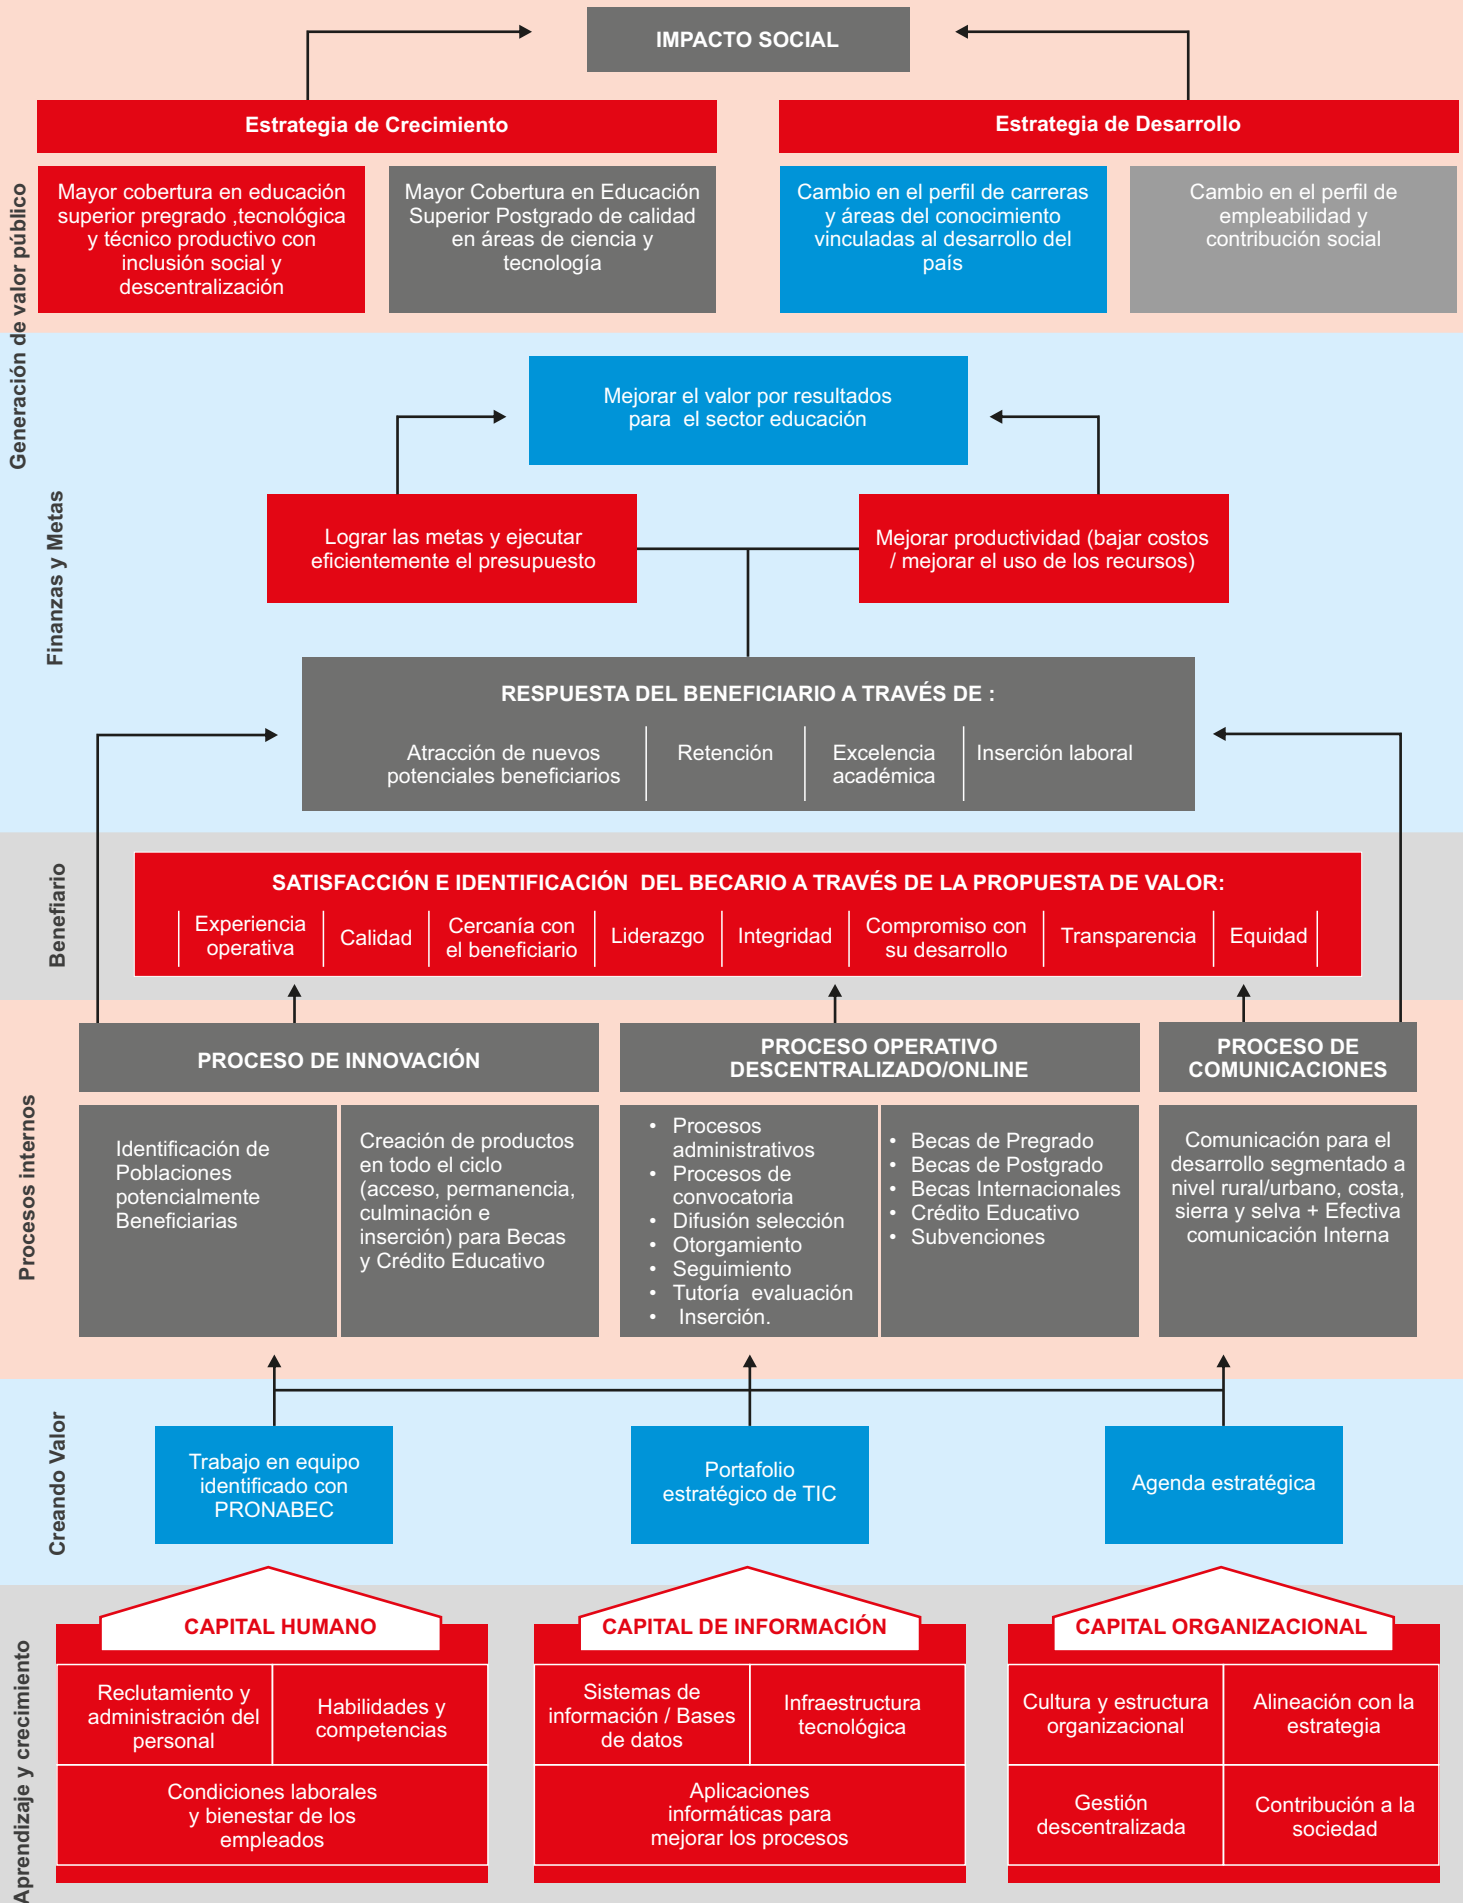 IMPACTO SOCIAL
Generación de valor público
Estrategia de Crecimiento
Estrategia de Desarrollo
Mayor cobertura en educación
superior pregrado ,tecnológica
y técnico productivo con
inclusión social y
descentralización
Mayor Cobertura en Educación
Superior Postgrado de calidad
en áreas de ciencia y
tecnología
Cambio en el perfil de carreras
y áreas del conocimiento
vinculadas al desarrollo del
país
Cambio en el perfil de
empleabilidad y
contribución social
Finanzas y Metas
Mejorar el valor por resultados
para el sector educación
Lograr las metas y ejecutar
eficientemente el presupuesto
Mejorar productividad (bajar costos
/ mejorar el uso de los recursos)
RESPUESTA DEL BENEFICIARIO A TRAVÉS DE :
Atracción de nuevos
potenciales beneficiarios
Retención
Excelencia
académica
Inserción laboral
Benefiario
SATISFACCIÓN E IDENTIFICACIÓN DEL BECARIO A TRAVÉS DE LA PROPUESTA DE VALOR:
Experiencia
operativa
Calidad
Cercanía con
el beneficiario
Liderazgo
Integridad
Compromiso con
su desarrollo
Transparencia
Equidad
Procesos internos
PROCESO DE INNOVACIÓN
Identificación de
Poblaciones
potencialmente
Beneficiarias
Creación de productos
en todo el ciclo
(acceso, permanencia,
culminación e
inserción) para Becas
y Crédito Educativo
PROCESO OPERATIVO
DESCENTRALIZADO/ONLINE
• Procesos
administrativos
• Procesos de
convocatoria
• Difusión selección
• Otorgamiento
• Seguimiento
• Tutoría evaluación
• Inserción.
• Becas de Pregrado
• Becas de Postgrado
• Becas Internacionales
• Crédito Educativo
• Subvenciones
PROCESO DE
COMUNICACIONES
Comunicación para el
desarrollo segmentado a
nivel rural/urbano, costa,
sierra y selva + Efectiva
comunicación Interna
Creando Valor
Trabajo en equipo
identificado con
PRONABEC
Portafolio
estratégico de TIC
Agenda estratégica
Aprendizaje y crecimiento
CAPITAL HUMANO
Reclutamiento y
administración del
personal
Habilidades y
competencias
Condiciones laborales
y bienestar de los
empleados
CAPITAL DE INFORMACIÓN
Sistemas de
información / Bases
de datos
Infraestructura
tecnológica
Aplicaciones
informáticas para
mejorar los procesos
CAPITAL ORGANIZACIONAL
Cultura y estructura
organizacional
Alineación con la
estrategia
Gestión
descentralizada
Contribución a la
sociedad